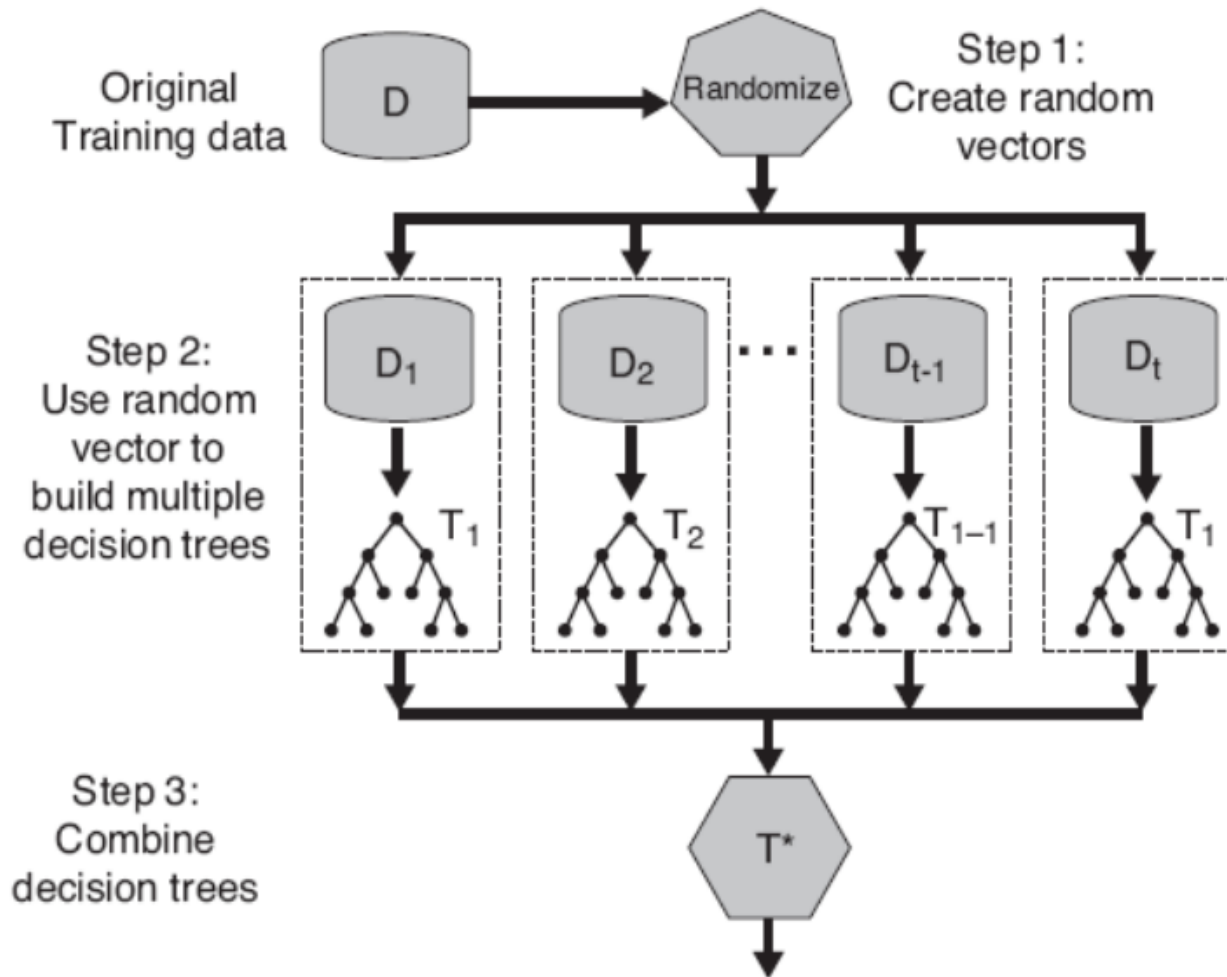 Original
Training data
D
Randomize
Step 1:
Create random
vectors
Step 2:
Use random
vector to
build multiple
decision trees
D₁
D₂
...
Dₜ₋₁
Dₜ
T₁
T₂
T₁₋₁
T₁
Step 3:
Combine
decision trees
T*